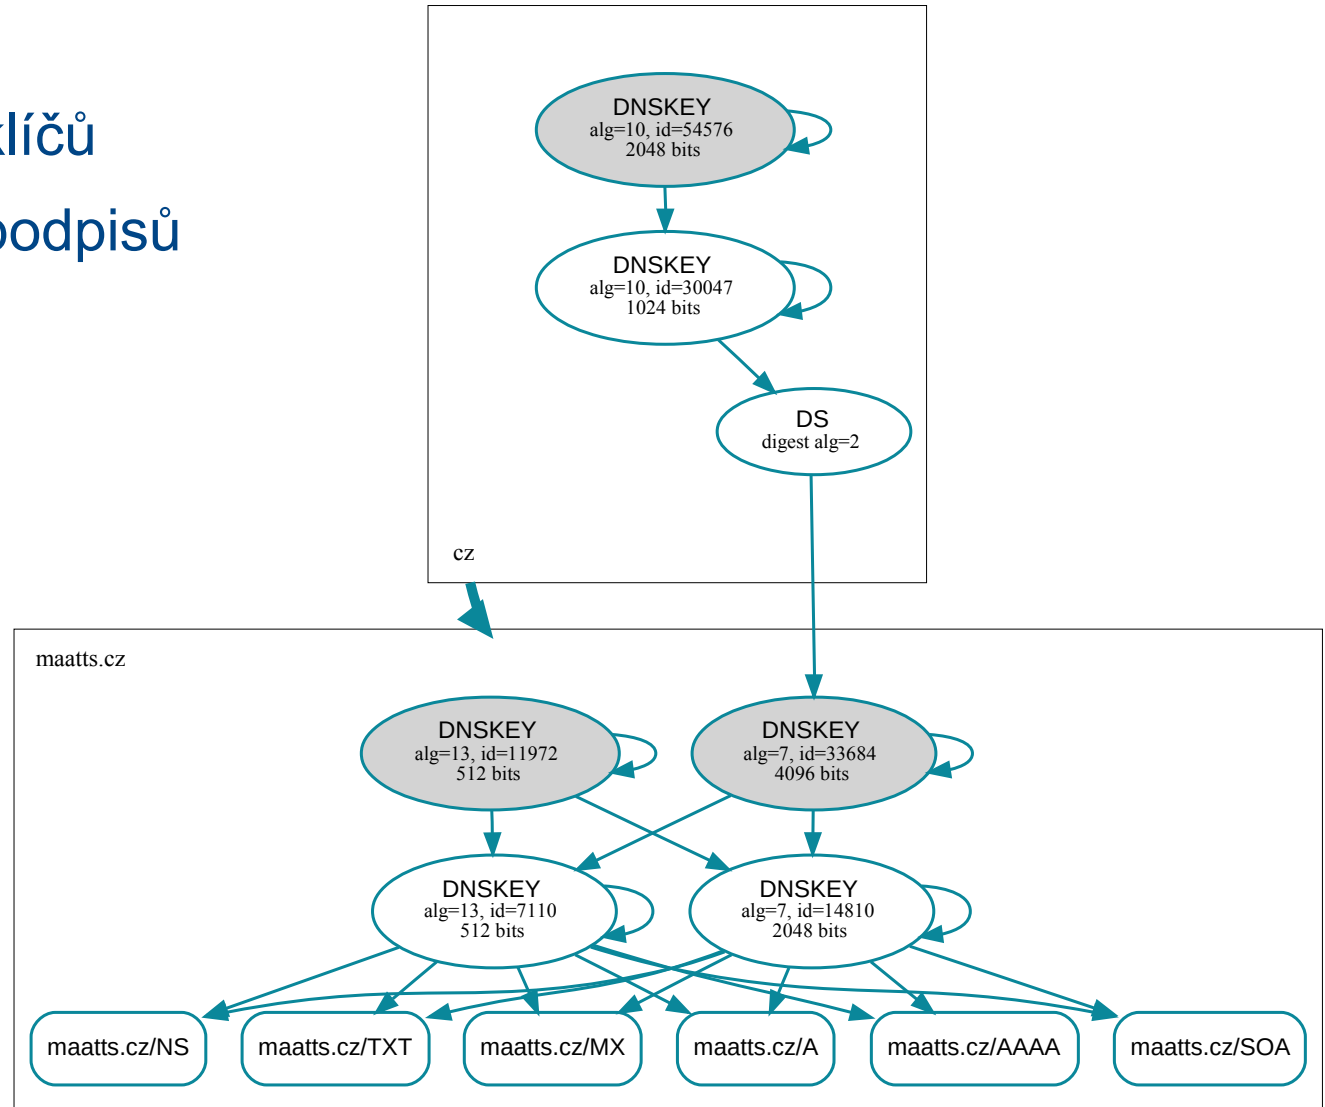 klíčů
podpisů
DNSKEY
alg=10, id=54576
2048 bits
DNSKEY
alg=10, id=30047
1024 bits
DS
digest alg=2
cz
maatts.cz
DNSKEY
alg=13, id=11972
512 bits
DNSKEY
alg=7, id=33684
4096 bits
DNSKEY
alg=13, id=7110
512 bits
DNSKEY
alg=7, id=14810
2048 bits
maatts.cz/NS
maatts.cz/TXT
maatts.cz/MX
maatts.cz/A
maatts.cz/AAAA
maatts.cz/SOA